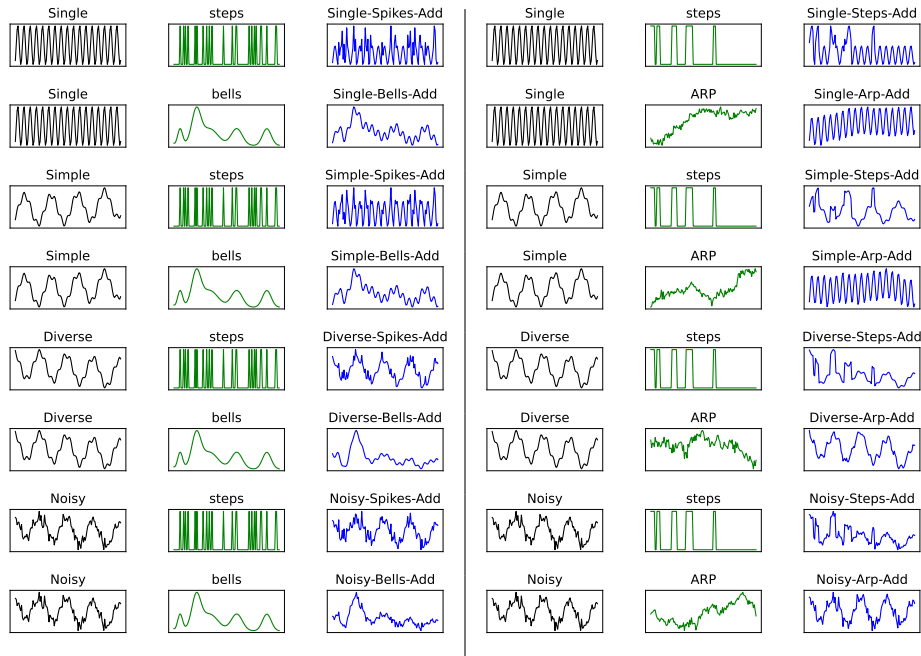 Single steps Single-Spikes-Add Single steps Single-Steps-Add
Single bells Single-Bells-Add Single ARP Single-Arp-Add
Simple steps Simple-Spikes-Add Simple steps Simple-Steps-Add
Simple bells Simple-Bells-Add Simple ARP Simple-Arp-Add
Diverse steps Diverse-Spikes-Add Diverse steps Diverse-Steps-Add
Diverse bells Diverse-Bells-Add Diverse ARP Diverse-Arp-Add
Noisy steps Noisy-Spikes-Add Noisy steps Noisy-Steps-Add
Noisy bells Noisy-Bells-Add Noisy ARP Noisy-Arp-Add